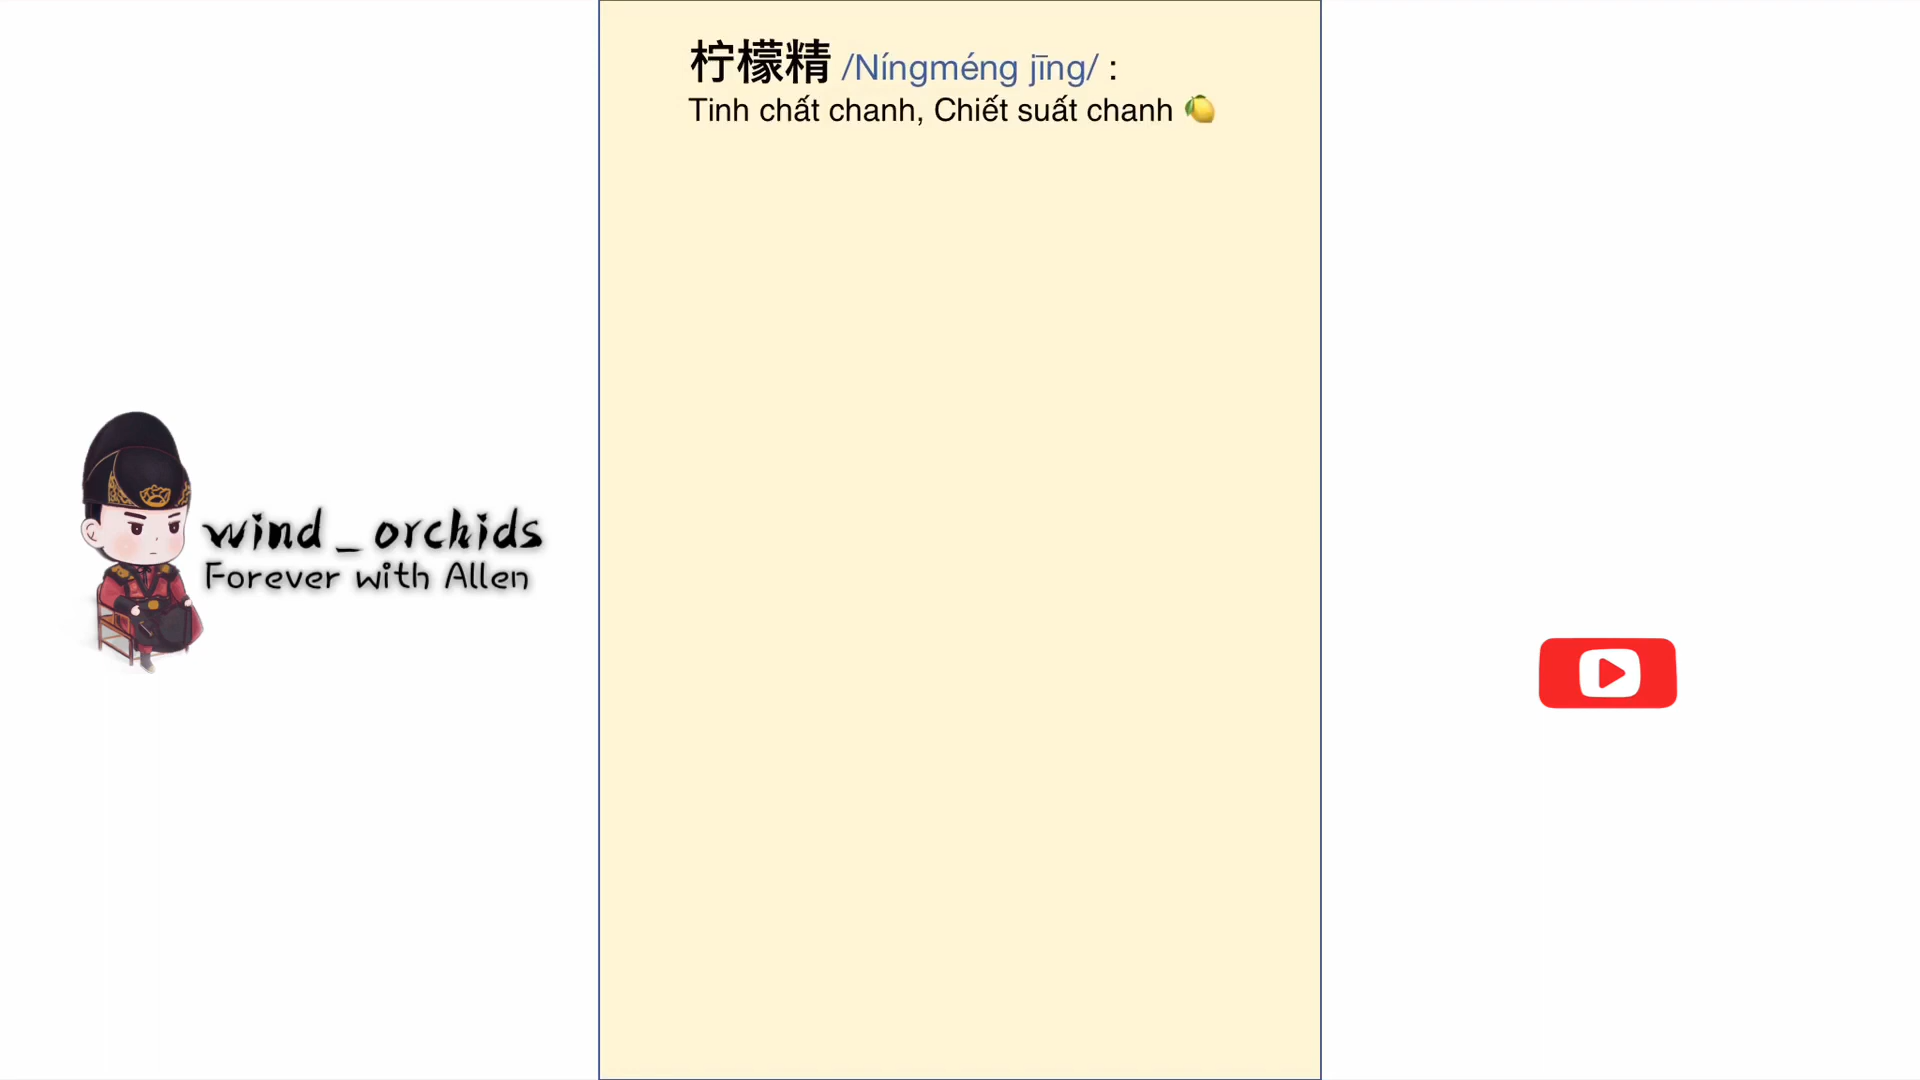 柠檬精 /Níngméng jīng/ :
Tinh chất chanh, Chiết suất chanh 🍋
wind_orchids
Forever with Allen